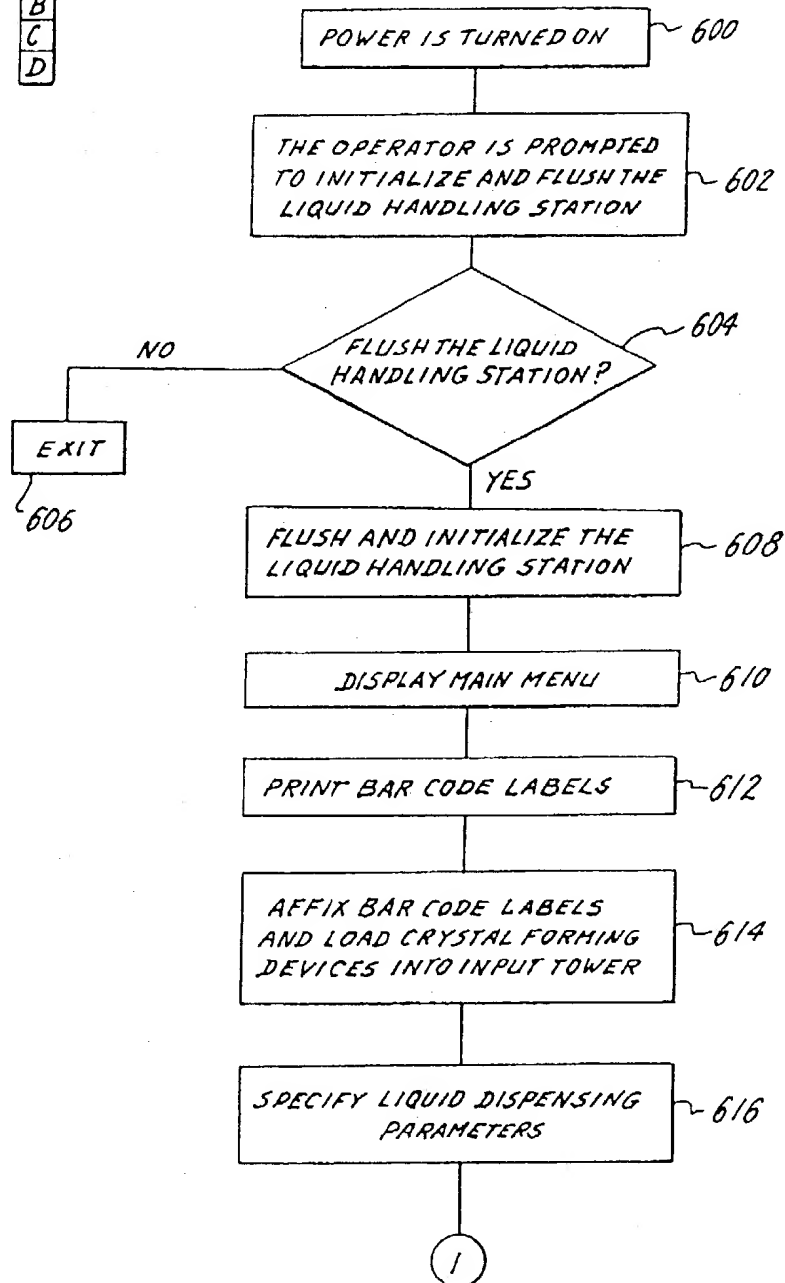 B
C
D
POWER IS TURNED ON
600
THE OPERATOR IS PROMPTED
TO INITIALIZE AND FLUSH THE
LIQUID HANDLING STATION
602
FLUSH THE LIQUID
HANDLING STATION?
604
NO
EXIT
606
YES
FLUSH AND INITIALIZE THE
LIQUID HANDLING STATION
608
DISPLAY MAIN MENU
610
PRINT BAR CODE LABELS
612
AFFIX BAR CODE LABELS
AND LOAD CRYSTAL FORMING
DEVICES INTO INPUT TOWER
614
SPECIFY LIQUID DISPENSING
PARAMETERS
616
1